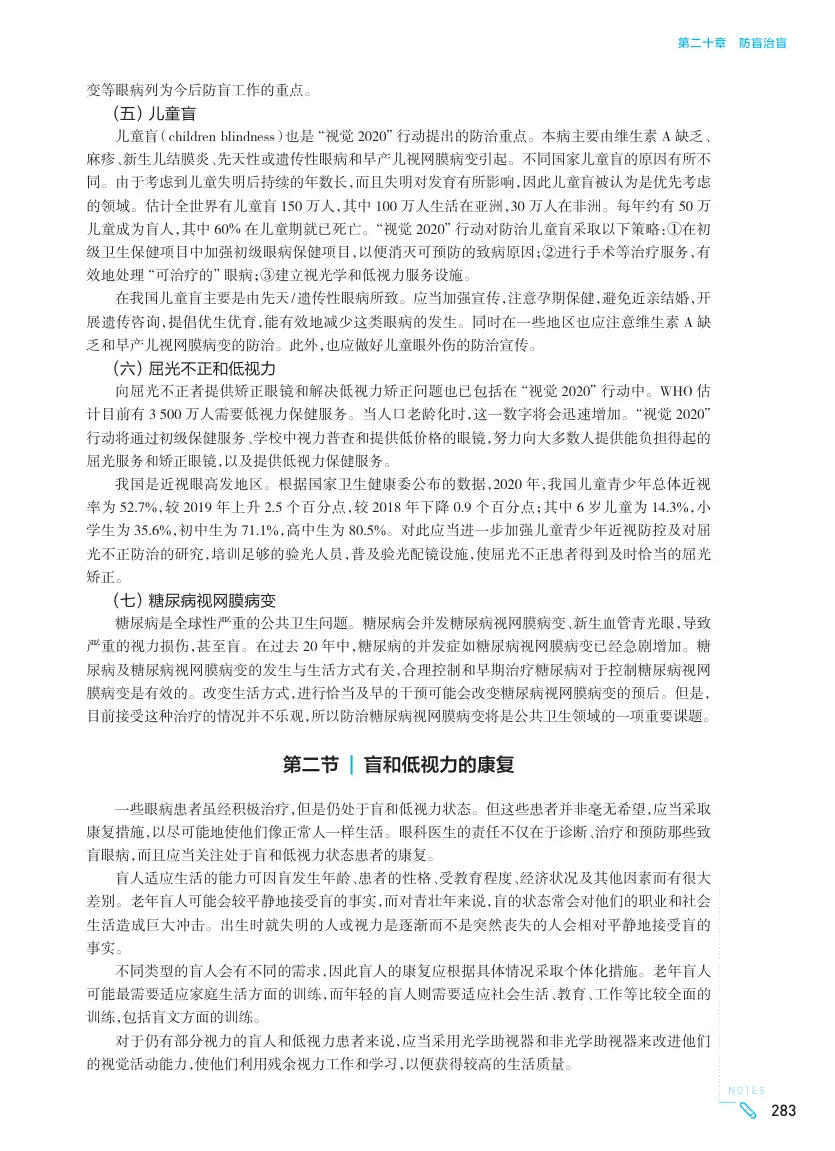 第二十章 防盲治盲
变等眼病列为今后防盲工作的重点。
（五）儿童盲
儿童盲（children blindness）也是“视觉 2020”行动提出的防治重点。本病主要由维生素 A 缺乏、
麻疹、新生儿结膜炎、先天性或遗传性眼病和早产儿视网膜病变引起。不同国家儿童盲的原因有所不
同。由于考虑到儿童失明后持续的年数长，而且失明对发育有所影响，因此儿童盲被认为是优先考虑
的领域。估计全世界有儿童盲 150 万人，其中 100 万人生活在亚洲，30 万人在非洲。每年约有 50 万
儿童成为盲人，其中 60% 在儿童期就已死亡。“视觉 2020”行动对防治儿童盲采取以下策略：①在初
级卫生保健项目中加强初级眼病保健项目，以便消灭可预防的致病原因；②进行手术等治疗服务，有
效地处理“可治疗的”眼病；③建立视光学和低视力服务设施。
在我国儿童盲主要是由先天/遗传性眼病所致。应当加强宣传，注意孕期保健，避免近亲结婚，开
展遗传咨询，提倡优生优育，能有效地减少这类眼病的发生。同时在一些地区也应注意维生素 A 缺
乏和早产儿视网膜病变的防治。此外，也应做好儿童眼外伤的防治宣传。
（六）屈光不正和低视力
向屈光不正者提供矫正眼镜和解决低视力矫正问题也已包括在“视觉 2020”行动中。WHO 估
计目前有 3 500 万人需要低视力保健服务。当人口老龄化时，这一数字将会迅速增加。“视觉 2020”
行动将通过初级保健服务、学校中视力普查和提供低价格的眼镜，努力向大多数人提供能负担得起的
屈光服务和矫正眼镜，以及提供低视力保健服务。
我国是近视眼高发地区。根据国家卫生健康委公布的数据，2020 年，我国儿童青少年总体近视
率为 52.7%，较 2019 年上升 2.5 个百分点，较 2018 年下降 0.9 个百分点；其中 6 岁儿童为 14.3%，小
学生为 35.6%，初中生为 71.1%，高中生为 80.5%。对此应当进一步加强儿童青少年近视防控及对屈
光不正防治的研究，培训足够的验光人员，普及验光配镜设施，使屈光不正患者得到及时恰当的屈光
矫正。
（七）糖尿病视网膜病变
糖尿病是全球性严重的公共卫生问题。糖尿病会并发糖尿病视网膜病变、新生血管青光眼，导致
严重的视力损伤，甚至盲。在过去 20 年中，糖尿病的并发症如糖尿病视网膜病变已经急剧增加。糖
尿病及糖尿病视网膜病变的发生与生活方式有关，合理控制和早期治疗糖尿病对于控制糖尿病视网
膜病变是有效的。改变生活方式，进行恰当及早的干预可能会改变糖尿病视网膜病变的预后。但是，
目前接受这种治疗的情况并不乐观，所以防治糖尿病视网膜病变将是公共卫生领域的一项重要课题。
第二节 | 盲和低视力的康复
一些眼病患者虽经积极治疗，但是仍处于盲和低视力状态。但这些患者并非毫无希望，应当采取
康复措施，以尽可能地使他们像正常人一样生活。眼科医生的责任不仅在于诊断、治疗和预防那些致
盲眼病，而且应当关注处于盲和低视力状态患者的康复。
盲人适应生活的能力可因盲发生年龄、患者的性格、受教育程度、经济状况及其他因素而有很大
差别。老年盲人可能会较平静地接受盲的事实，而对青壮年来说，盲的状态常会对他们的职业和社会
生活造成巨大冲击。出生时就失明的人或视力是逐渐而不是突然丧失的人会相对平静地接受盲的
事实。
不同类型的盲人会有不同的需求，因此盲人的康复应根据具体情况采取个体化措施。老年盲人
可能最需要适应家庭生活方面的训练，而年轻的盲人则需要适应社会生活、教育、工作等比较全面的
训练，包括盲文方面的训练。
对于仍有部分视力的盲人和低视力患者来说，应当采用光学助视器和非光学助视器来改进他们
的视觉活动能力，使他们利用残余视力工作和学习，以便获得较高的生活质量。
NOTES
283